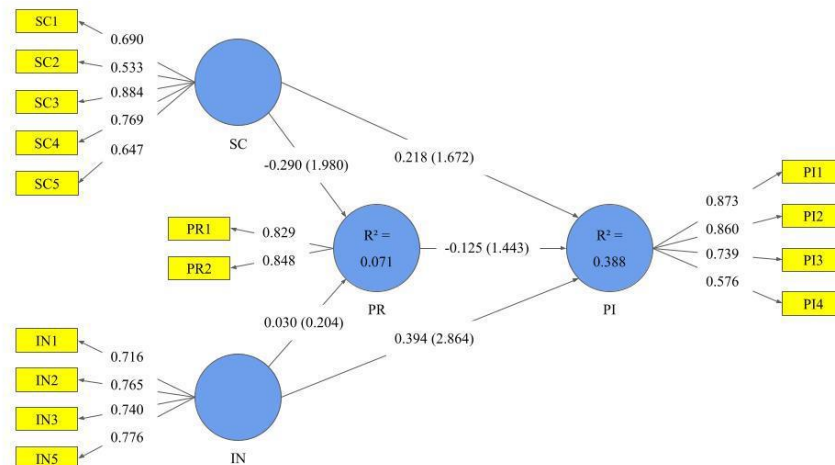 SC1
0.690
SC2
0.533
SC3
0.884
SC4
0.769
SC5
0.647
SC
-0.290 (1.980)
0.218 (1.672)
PR1
0.829
PR2
0.848
R² =
0.071
PR
-0.125 (1.443)
R² =
0.388
PI
0.873
PI1
0.860
PI2
0.739
PI3
0.576
PI4
0.030 (0.204)
0.394 (2.864)
IN1
0.716
IN2
0.765
IN3
0.740
IN5
0.776
IN